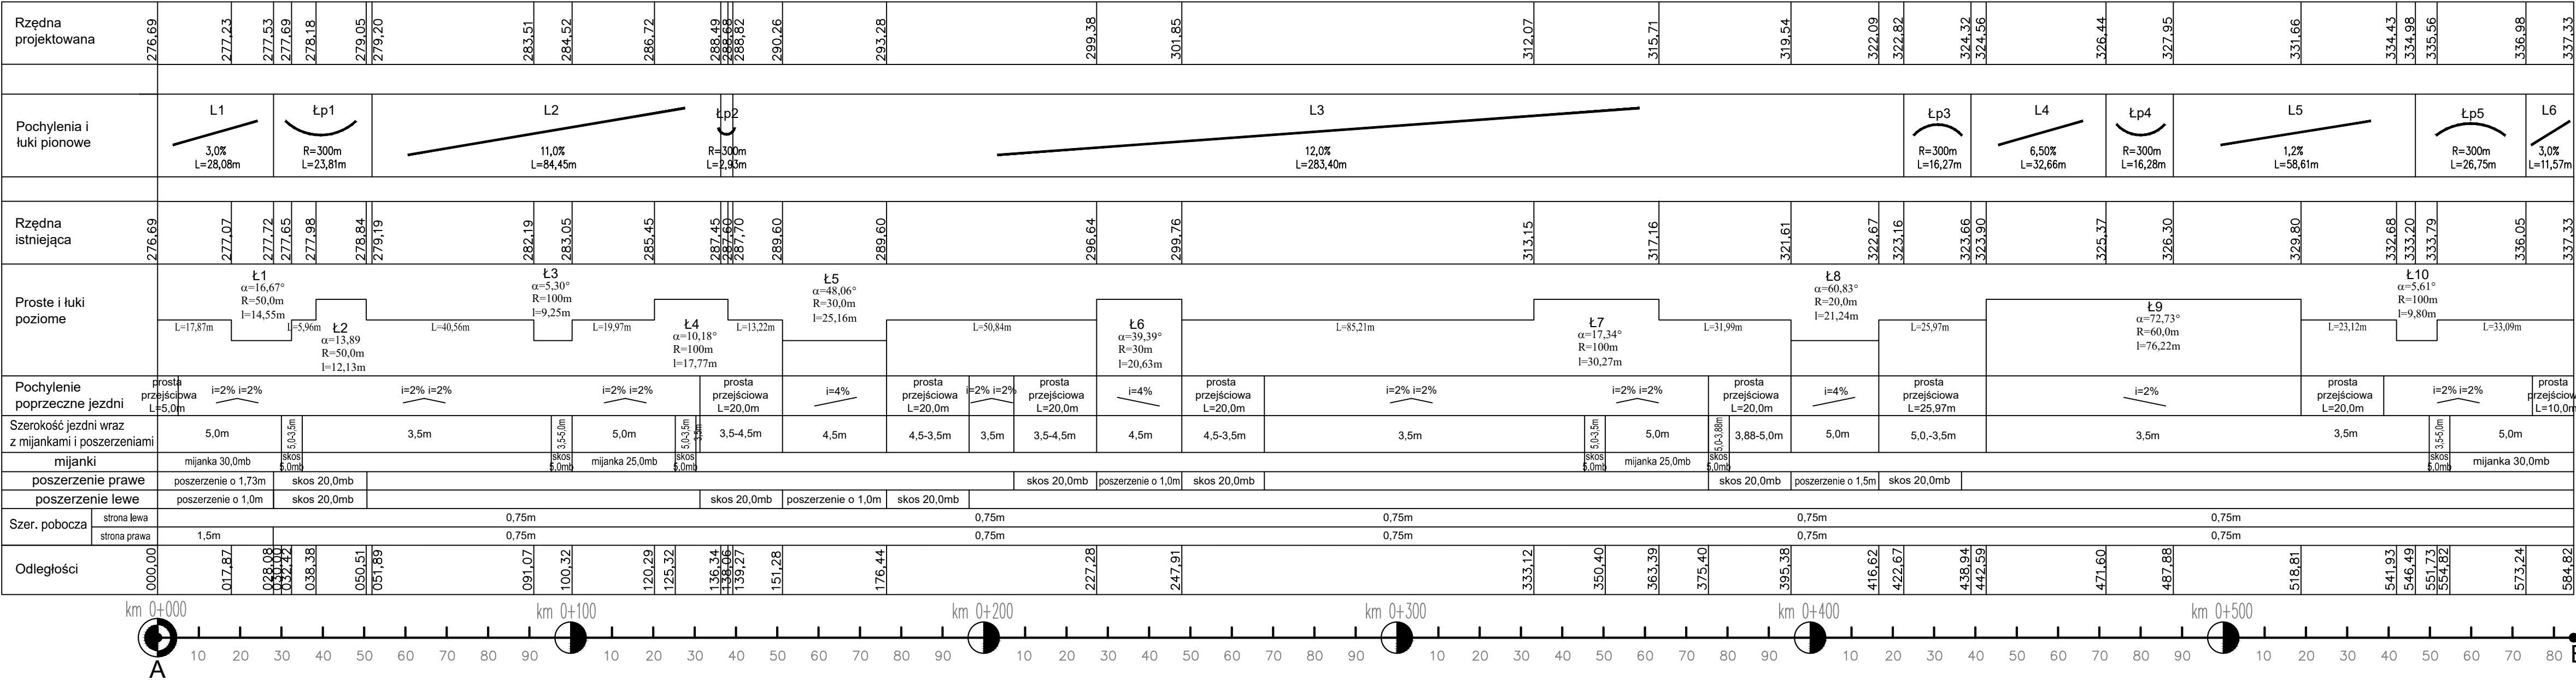 Rzędna
projektowana
276,69 277,23 277,53 277,69 278,18 279,05 279,20 283,51 284,52 286,72 288,49 288,68 288,82 290,26 293,28 299,38 301,85 312,07 315,71 319,54 322,09 322,82 324,32 324,56 326,44 327,95 331,66 334,43 334,98 335,56 336,98 337,33
Pochylenia i
łuki pionowe
L1
3,0%
L=28,08m
Łp1
R=300m
L=23,81m
L2
11,0%
L=84,45m
Łp2
R=300m
L=2,93m
L3
12,0%
L=283,40m
Łp3
R=300m
L=16,27m
L4
6,50%
L=32,66m
Łp4
R=300m
L=16,28m
L5
1,2%
L=58,61m
Łp5
R=300m
L=26,75m
L6
3,0%
L=11,57m
Rzędna
istniejąca
276,69 277,07 277,72 277,65 277,98 278,84 279,19 282,19 283,05 285,45 287,45 287,60 287,70 289,60 289,60 296,64 299,76 313,15 317,16 321,61 322,67 323,16 323,66 323,90 325,37 326,30 329,80 332,68 333,20 333,79 336,05 337,33
Proste i łuki
poziome
L=17,87m
Ł1
α=16,67°
R=50,0m
l=14,55m
L=5,96m
Ł2
α=13,89
R=50,0m
l=12,13m
L=40,56m
Ł3
α=5,30°
R=100m
l=9,25m
L=19,97m
Ł4
α=10,18°
R=100m
l=17,77m
L=13,22m
Ł5
α=48,06°
R=30,0m
l=25,16m
L=50,84m
Ł6
α=39,39°
R=30m
l=20,63m
L=85,21m
Ł7
α=17,34°
R=100m
l=30,27m
L=31,99m
Ł8
α=60,83°
R=20,0m
l=21,24m
L=25,97m
Ł9
α=72,73°
R=60,0m
l=76,22m
L=23,12m
Ł10
α=5,61°
R=100m
l=9,80m
L=33,09m
Pochylenie
poprzeczne jezdni
prosta
przejściowa
L=5,0m
i=2% i=2%
i=2% i=2%
i=2% i=2%
prosta
przejściowa
L=20,0m
i=4%
prosta
przejściowa
L=20,0m
i=2% i=2%
prosta
przejściowa
L=20,0m
i=4%
prosta
przejściowa
L=20,0m
i=2% i=2%
i=2% i=2%
prosta
przejściowa
L=20,0m
i=4%
prosta
przejściowa
L=25,97m
i=2%
prosta
przejściowa
L=20,0m
i=2% i=2%
prosta
przejściow
L=10,0m
Szerokość jezdni wraz
z mijankami i poszerzeniami
5,0m 5,0-3,5m 3,5m 3,5-5,0m 5,0m 5,0-3,5m 3,5m 3,5-4,5m 4,5m 4,5-3,5m 3,5m 3,5-4,5m 4,5m 4,5-3,5m 3,5m 5,0-3,5m 5,0m 5,0-3,88m 3,88-5,0m 5,0m 5,0,-3,5m 3,5m 3,5m 3,5-5,0m 5,0m
mijanki
mijanka 30,0mb
skos
5,0mb
skos
5,0mb
mijanka 25,0mb
skos
5,0mb
skos
5,0mb
mijanka 25,0mb
skos
5,0mb
skos
5,0mb
mijanka 30,0mb
poszerzenie prawe
poszerzenie o 1,73m skos 20,0mb skos 20,0mb poszerzenie o 1,0m skos 20,0mb skos 20,0mb poszerzenie o 1,5m skos 20,0mb
poszerzenie lewe
poszerzenie o 1,0m skos 20,0mb skos 20,0mb poszerzenie o 1,0m skos 20,0mb
Szer. pobocza
strona lewa
0,75m 0,75m 0,75m 0,75m 0,75m
strona prawa
1,5m 0,75m 0,75m 0,75m 0,75m 0,75m
Odległości
000,00 017,87 028,08 030,00 032,42 038,38 050,51 051,89 091,07 100,32 120,29 125,32 136,34 138,06 139,27 151,28 176,44 227,28 247,91 333,12 350,40 363,39 375,40 395,38 416,62 422,67 438,94 442,59 471,60 487,88 518,81 541,93 546,49 551,73 554,82 573,24 584,82
km 0+000 km 0+100 km 0+200 km 0+300 km 0+400 km 0+500
10 20 30 40 50 60 70 80 90 10 20 30 40 50 60 70 80 90 10 20 30 40 50 60 70 80 90 10 20 30 40 50 60 70 80 90 10 20 30 40 50 60 70 80 90 10 20 30 40 50 60 70 80
A